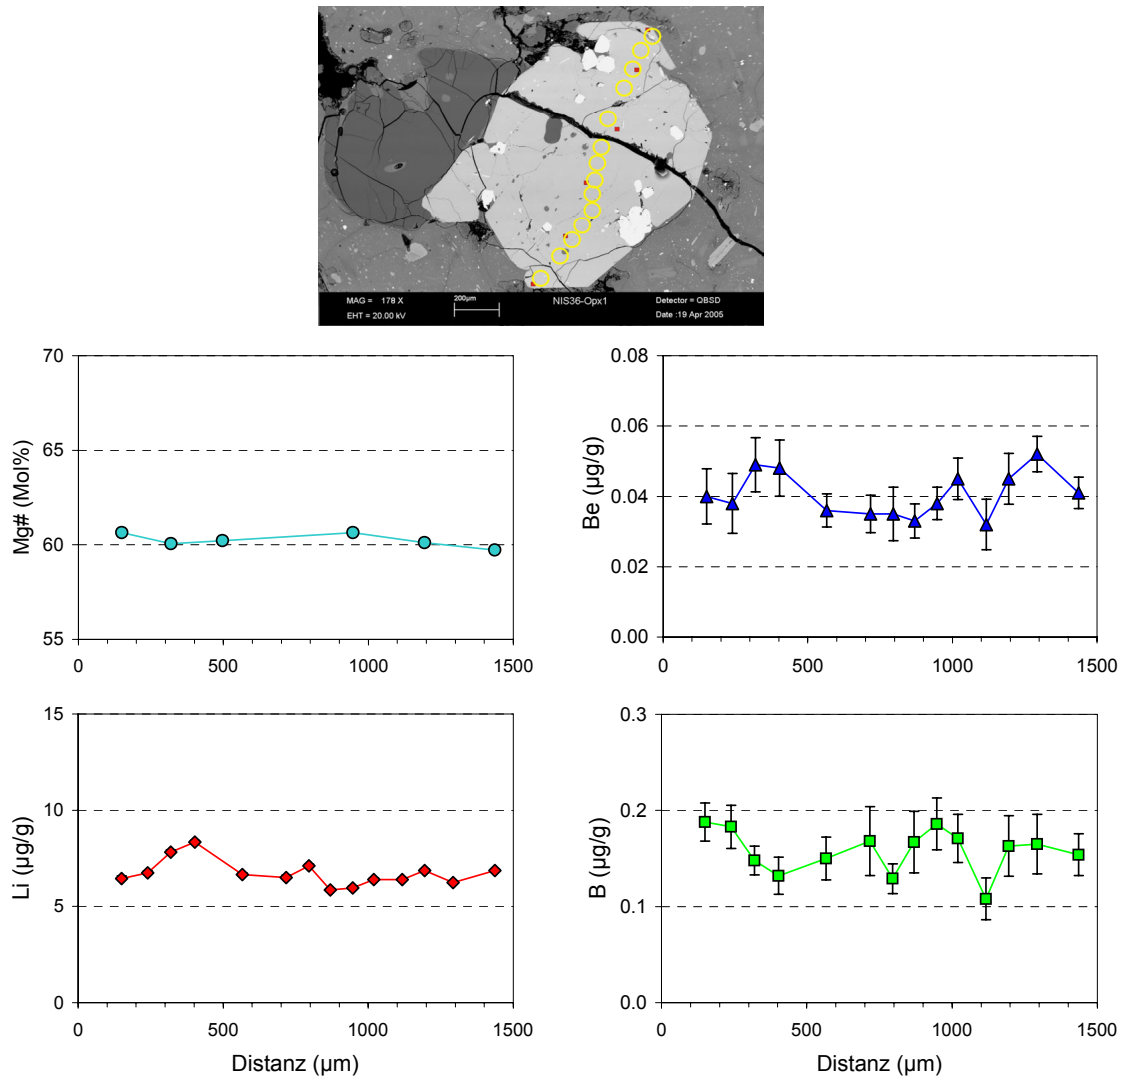 MAG = 178 X
200µm
NIS36-Opx1
Detector = QBSD
EHT = 20.00 kV
Date :19 Apr 2005
70
65
60
55
Mg# (Mol%)
0 500 1000 1500
0.08
0.06
0.04
0.02
0.00
Be (µg/g)
0 500 1000 1500
15
10
5
0
Li (µg/g)
0 500 1000 1500
Distanz (µm)
0.3
0.2
0.1
0.0
B (µg/g)
0 500 1000 1500
Distanz (µm)